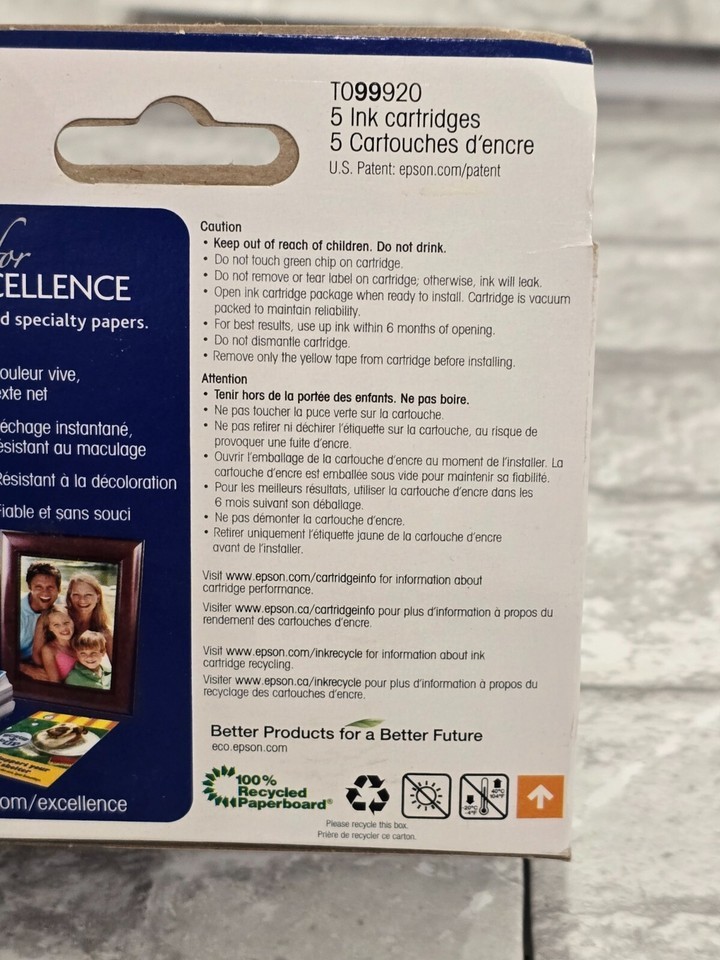 T099920
5 Ink cartridges
5 Cartouches d'encre
U.S. Patent: epson.com/patent
for
CELLENCE
d specialty papers.
ouleur vive,
exte net
échage instantané,
ésistant au maculage
Résistant à la décoloration
Fiable et sans souci
om/excellence
Caution
• Keep out of reach of children. Do not drink.
• Do not touch green chip on cartridge.
• Do not remove or tear label on cartridge; otherwise, ink will leak.
• Open ink cartridge package when ready to install. Cartridge is vacuum
packed to maintain reliability.
• For best results, use up ink within 6 months of opening.
• Do not dismantle cartridge.
• Remove only the yellow tape from cartridge before installing.
Attention
• Tenir hors de la portée des enfants. Ne pas boire.
• Ne pas toucher la puce verte sur la cartouche.
• Ne pas retirer ni déchirer l'étiquette sur la cartouche, au risque de
provoquer une fuite d'encre.
• Ouvrir l'emballage de la cartouche d'encre au moment de l'installer. La
cartouche d'encre est emballée sous vide pour maintenir sa fiabilité.
• Pour les meilleurs résultats, utiliser la cartouche d'encre dans les
6 mois suivant son déballage.
• Ne pas démonter la cartouche d'encre.
• Retirer uniquement l'étiquette jaune de la cartouche d'encre
avant de l'installer.
Visit www.epson.com/cartridgeinfo for information about
cartridge performance.
Visiter www.epson.ca/cartridgeinfo pour plus d'information à propos du
rendement des cartouches d'encre.
Visit www.epson.com/inkrecycle for information about ink
cartridge recycling.
Visiter www.epson.ca/inkrecycle pour plus d'information à propos du
recyclage des cartouches d'encre.
Better Products for a Better Future
eco.epson.com
100%
Recycled
Paperboard®
-20°C
-4°F
40°C
104°F
Please recycle this box.
Prière de recycler ce carton.